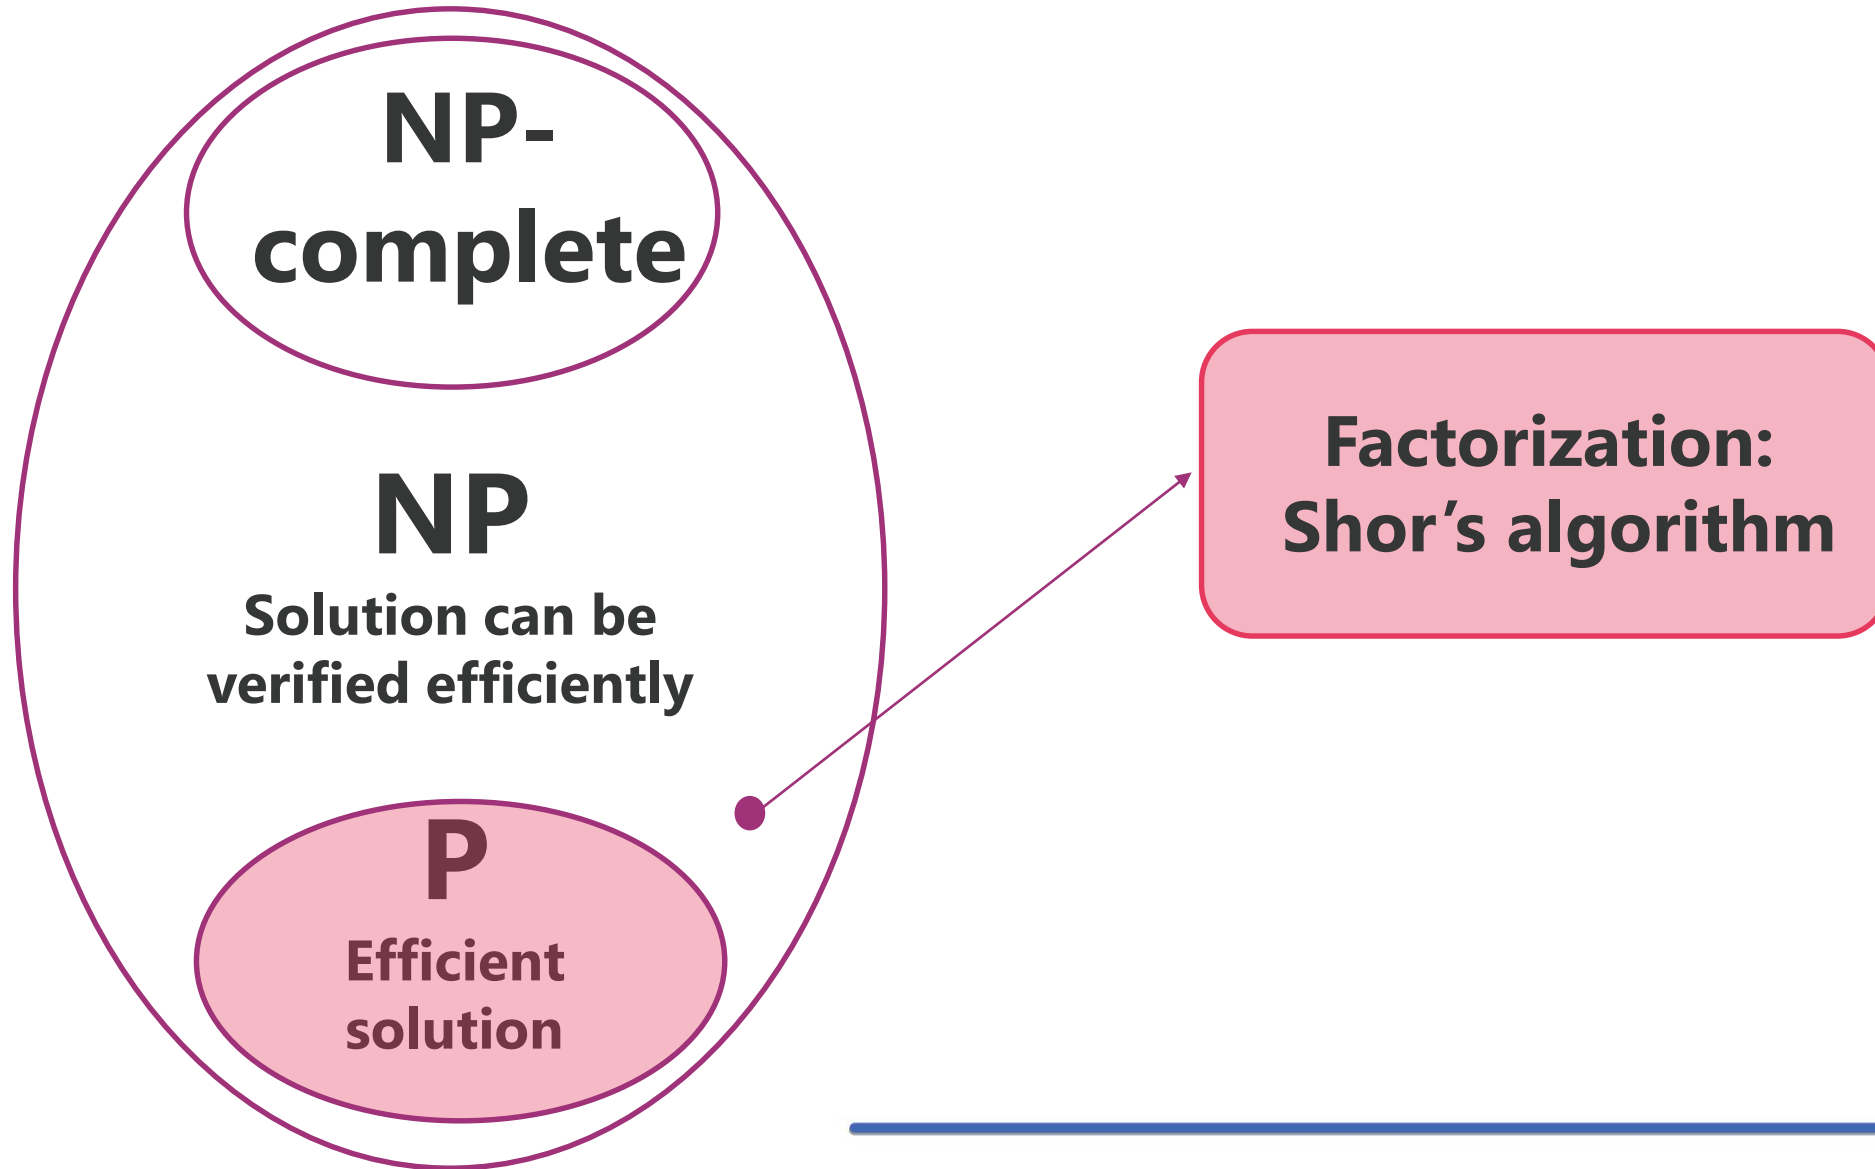 NP-
complete
NP
Solution can be
verified efficiently
P
Efficient
solution
Factorization:
Shor’s algorithm